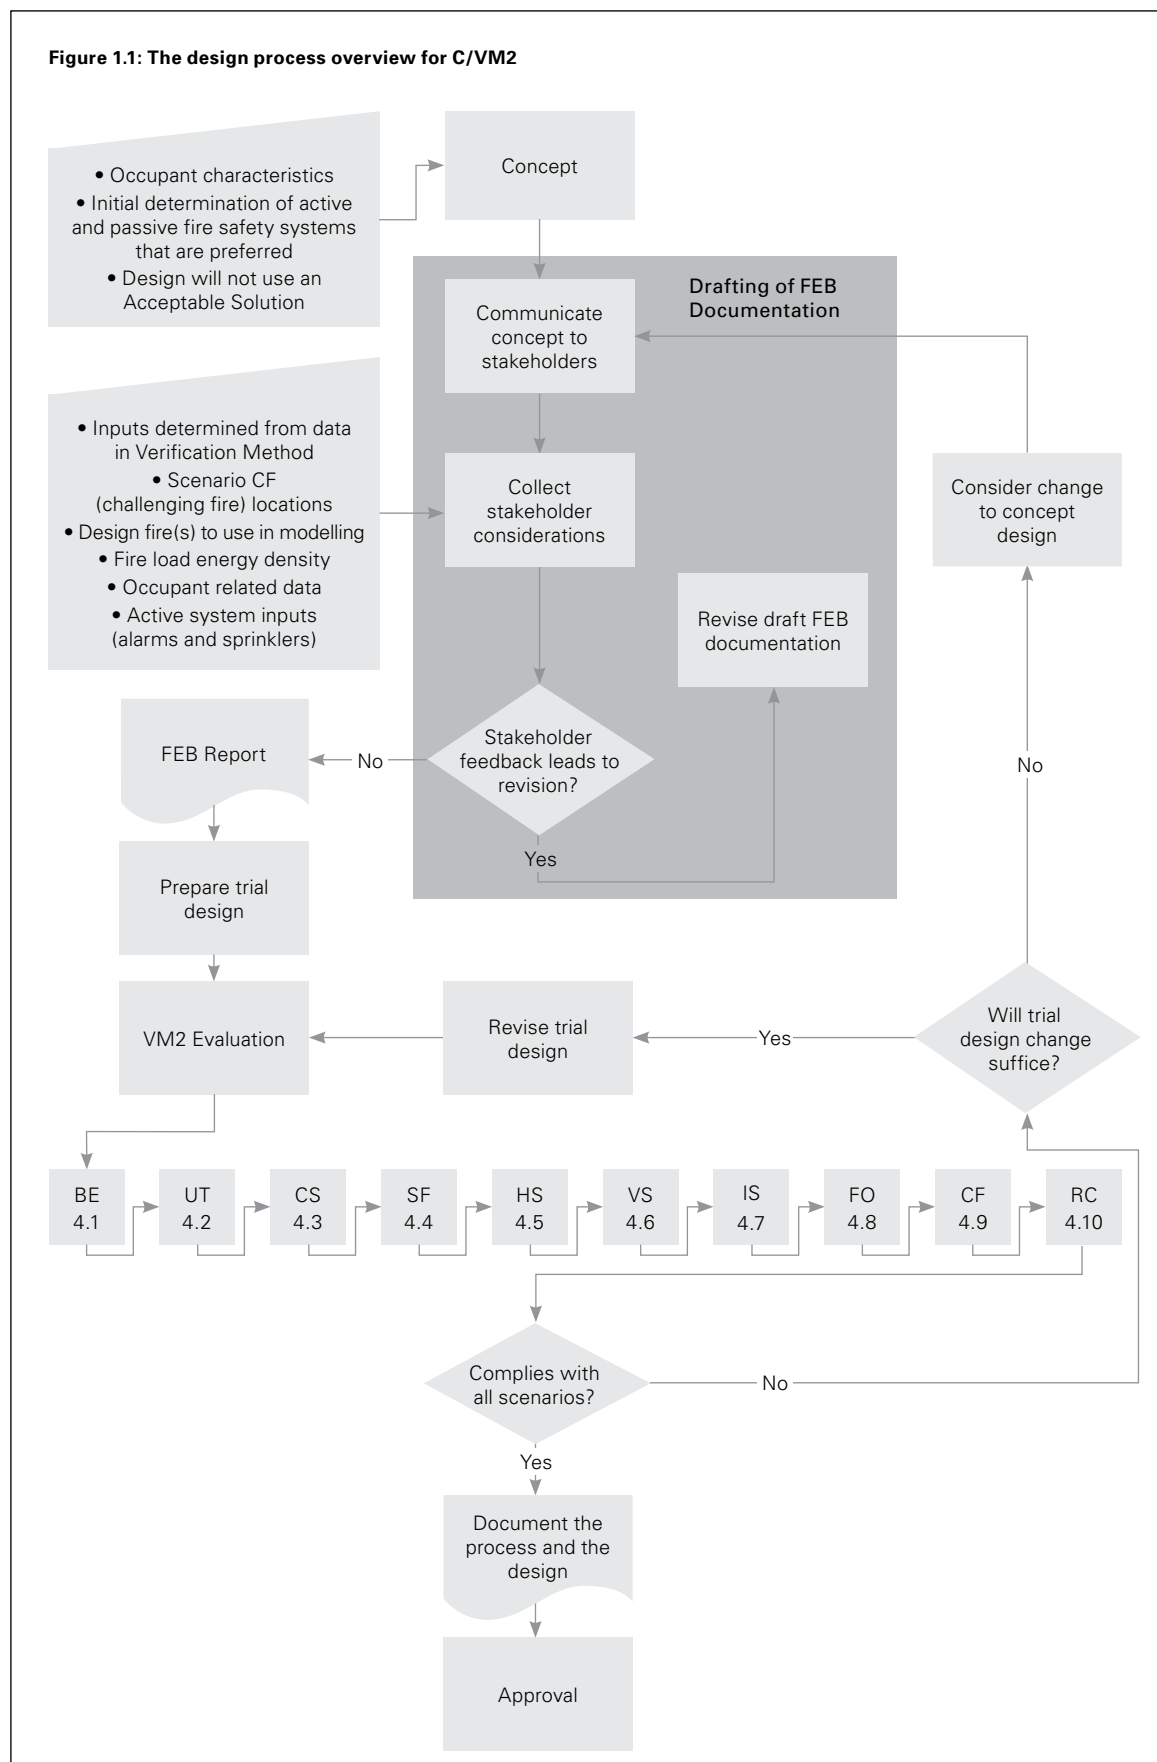 Figure 1.1: The design process overview for C/VM2
• Occupant characteristics
• Initial determination of active
and passive fire safety systems
that are preferred
• Design will not use an
Acceptable Solution
Concept
Drafting of FEB
Documentation
Communicate
concept to
stakeholders
• Inputs determined from data
in Verification Method
• Scenario CF
(challenging fire) locations
• Design fire(s) to use in modelling
• Fire load energy density
• Occupant related data
• Active system inputs
(alarms and sprinklers)
Collect
stakeholder
considerations
Consider change
to concept
design
Revise draft FEB
documentation
Stakeholder
feedback leads to
revision?
No
FEB Report
No
Yes
Prepare trial
design
VM2 Evaluation
Revise trial
design
Yes
Will trial
design change
suffice?
BE
4.1
UT
4.2
CS
4.3
SF
4.4
HS
4.5
VS
4.6
IS
4.7
FO
4.8
CF
4.9
RC
4.10
Complies with
all scenarios?
No
Yes
Document the
process and the
design
Approval